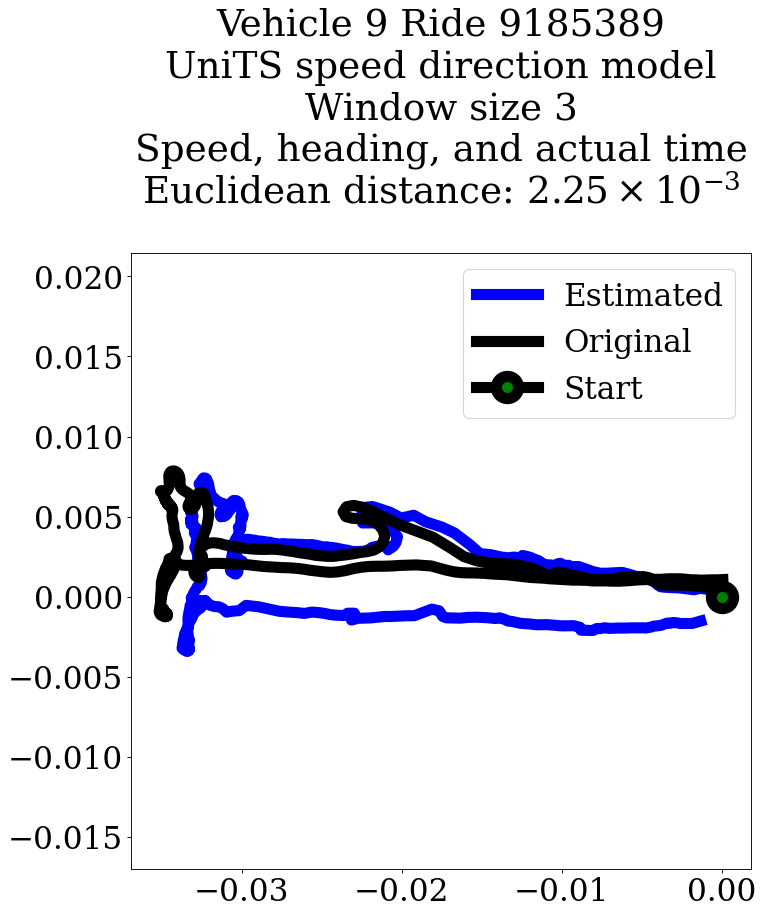 Vehicle 9 Ride 9185389
UniTS speed direction model
Window size 3
Speed, heading, and actual time
Euclidean distance: 2.25 × 10⁻³
Estimated
Original
Start
0.020
0.015
0.010
0.005
0.000
−0.005
−0.010
−0.015
−0.03
−0.02
−0.01
0.00